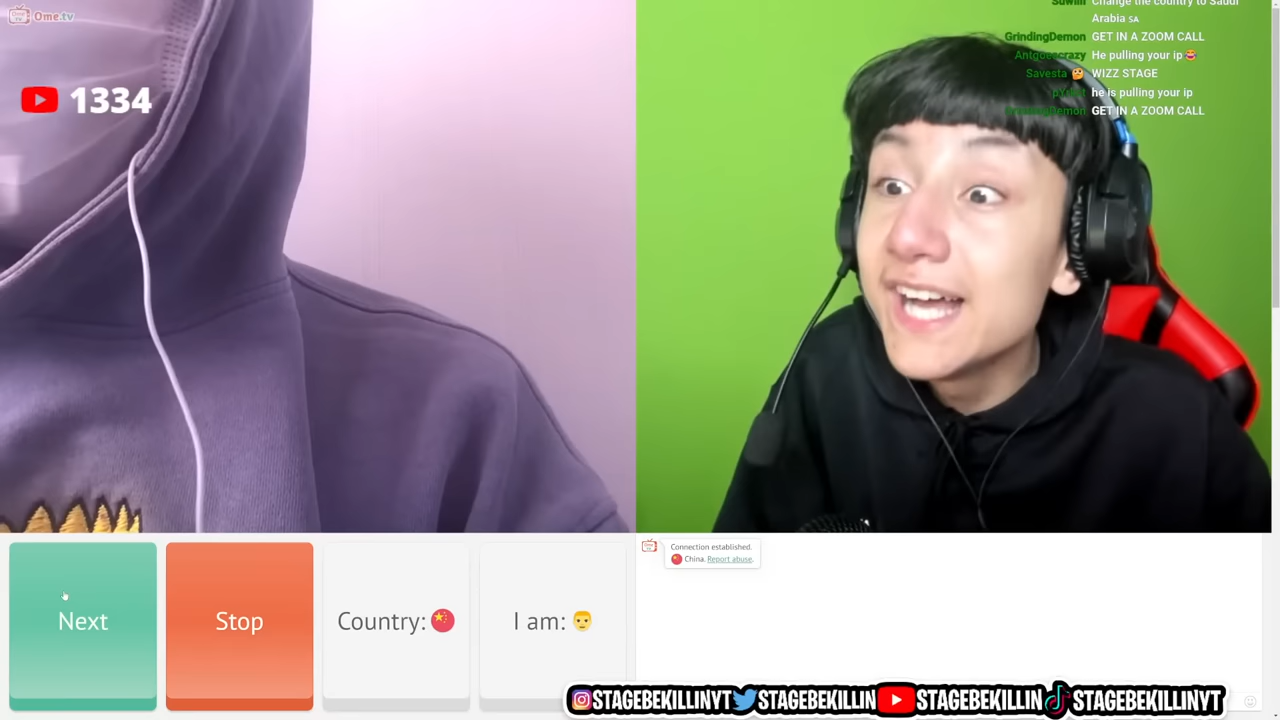 Ome.tv
1334
Change the country to Saudi
Arabia SA
GrindingDemon GET IN A ZOOM CALL
He pulling your ip
Savesta WIZZ STAGE
he is pulling your ip
GrindingDemon GET IN A ZOOM CALL
Connection established.
China. Report abuse.
Next
Stop
Country:
I am:
STAGEBEKILLINYT STAGEBEKILLIN STAGEBEKILLIN STAGEBEKILLINYT